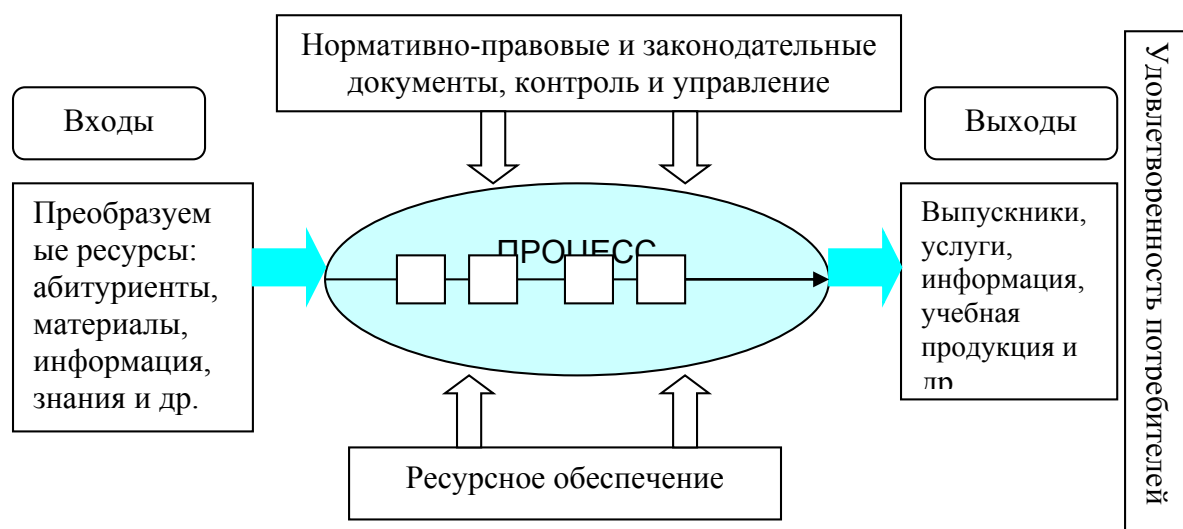 Нормативно-правовые и законодательные
документы, контроль и управление
Входы
Выходы
Преобразуем
ые ресурсы:
абитуриенты,
материалы,
информация,
знания и др.
ПРОЦЕСС
Выпускники,
услуги,
информация,
учебная
продукция и
др
Ресурсное обеспечение
Удовлетворенность потребителей